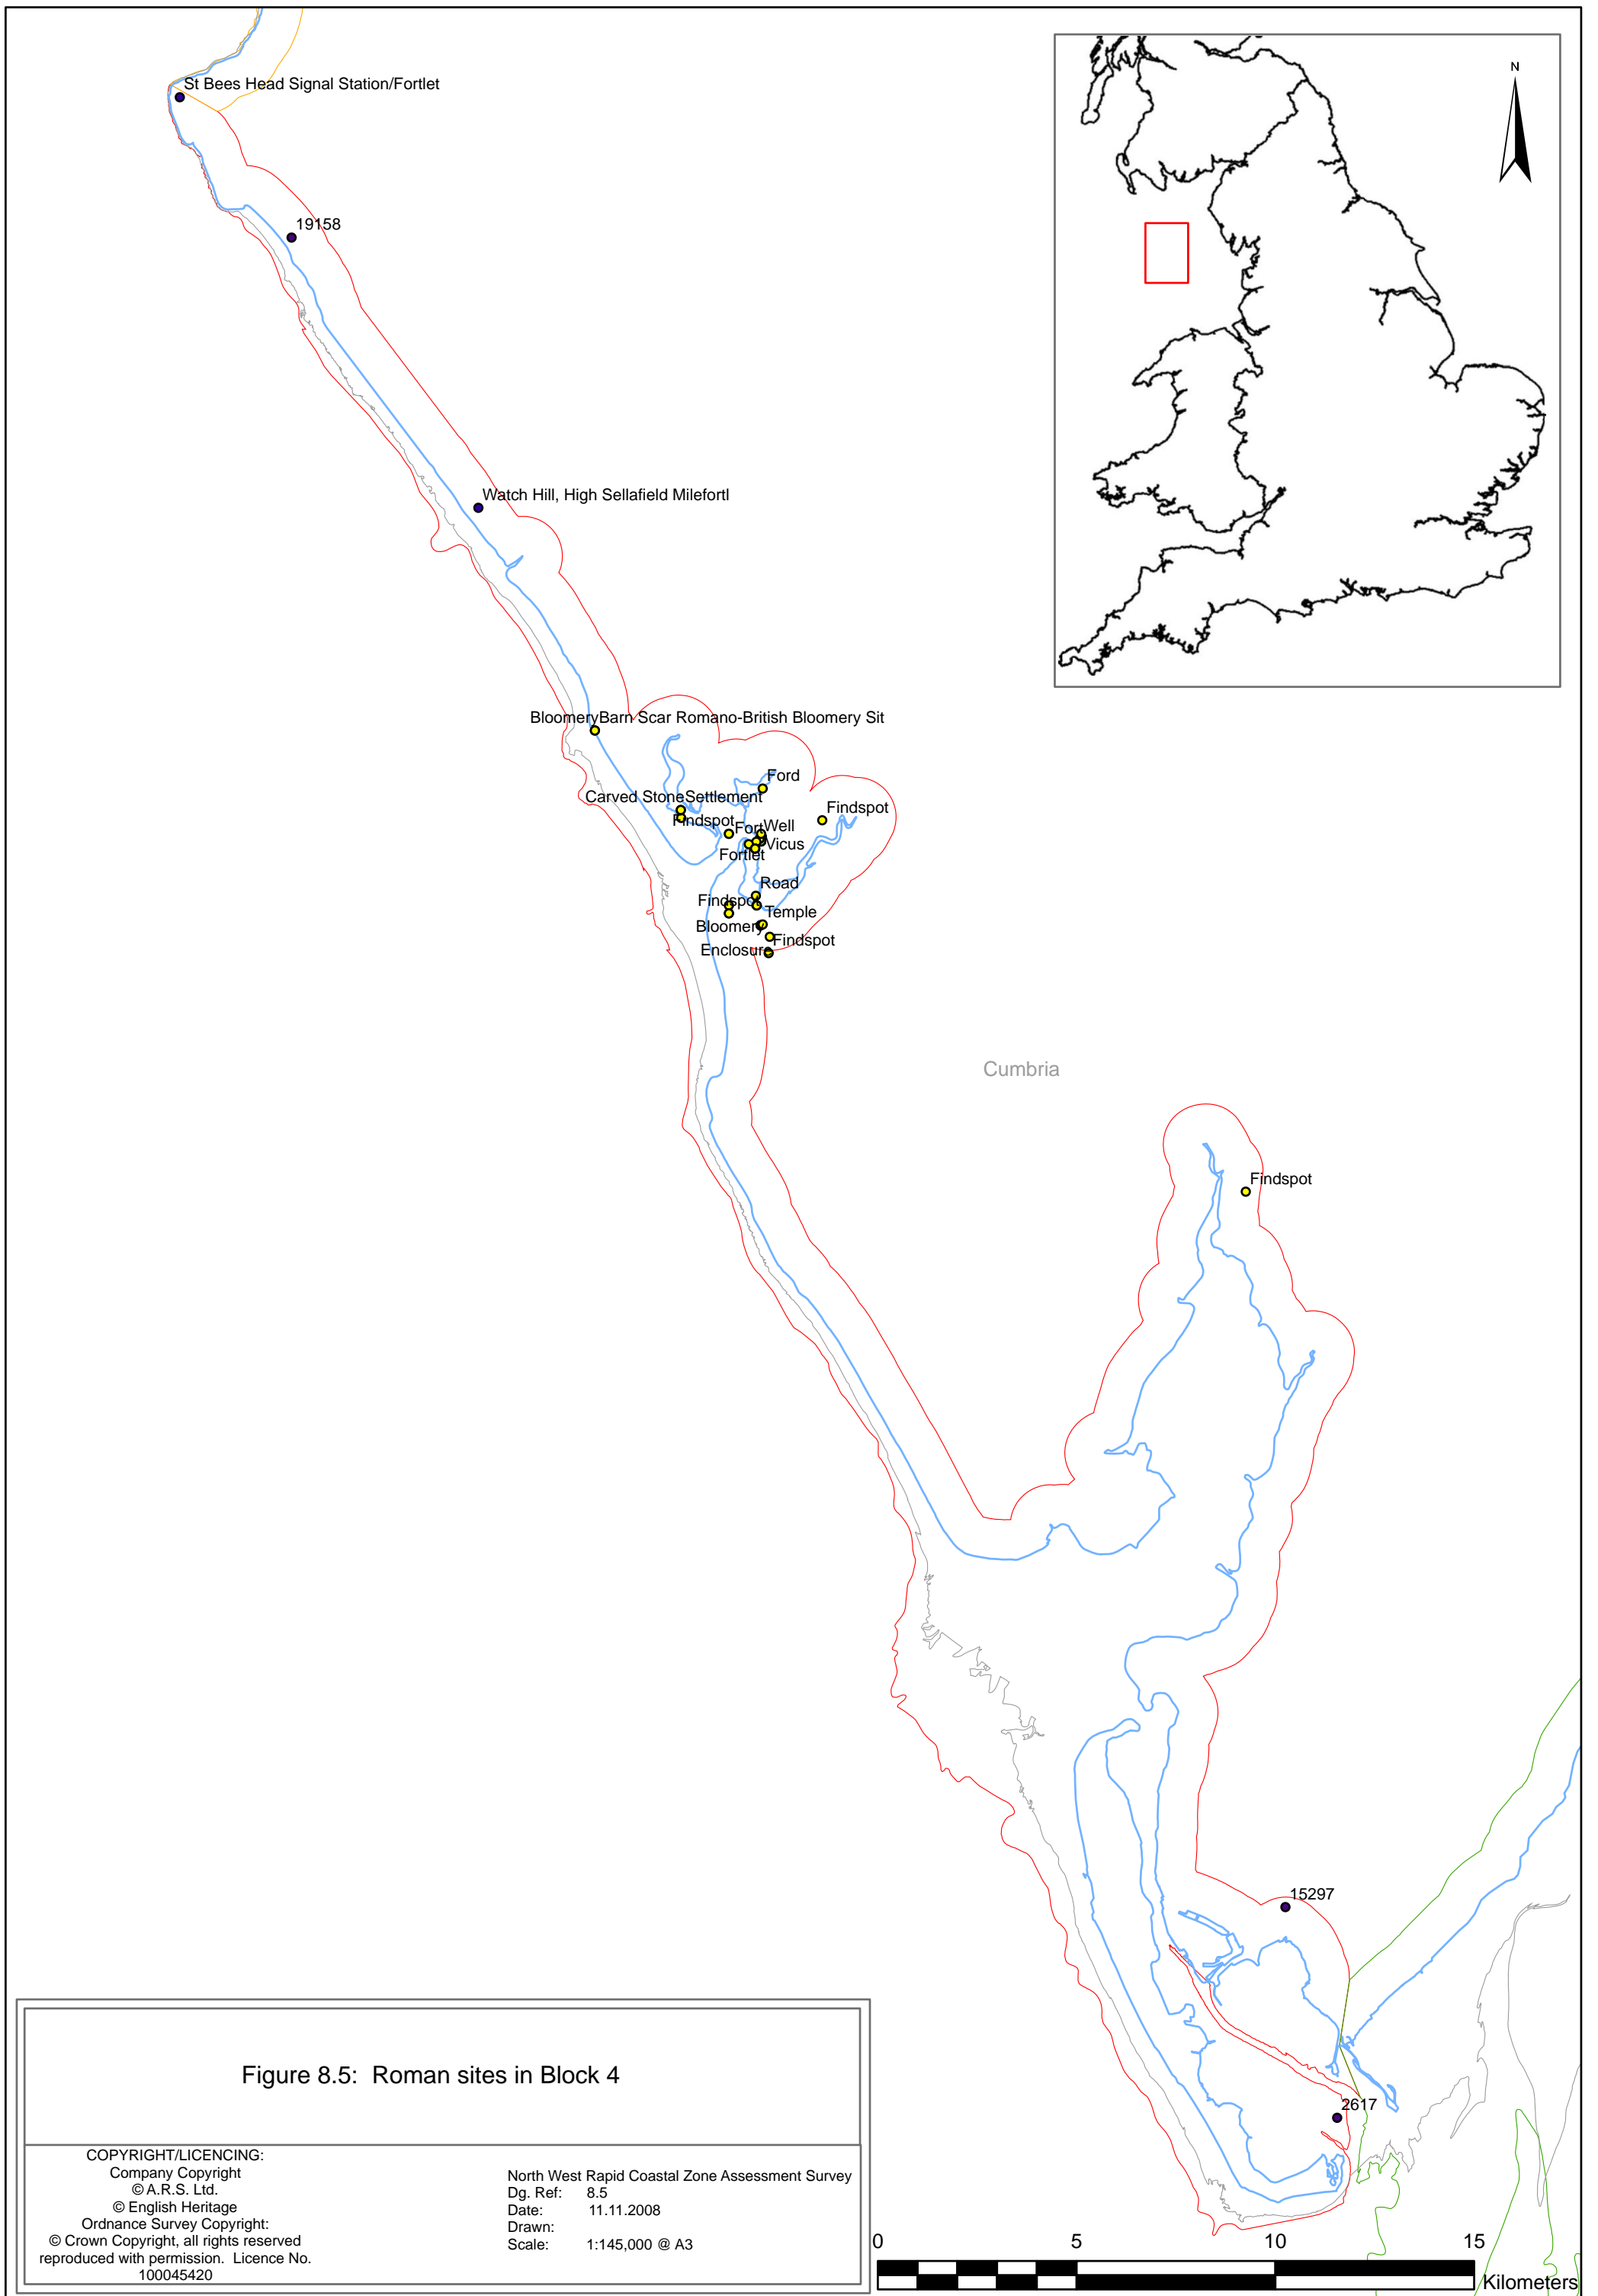 St Bees Head Signal Station/Fortlet
N
19158
Watch Hill, High Sellafield Milefortl
BloomeryBarn Scar Romano-British Bloomery Sit
Ford
Carved StoneSettlement
Findspot
Findspot
Fort
Well
Vicus
Fortlet
Road
Findspot
Temple
Bloomery
Findspot
Enclosure
Cumbria
Findspot
15297
2617
Figure 8.5: Roman sites in Block 4
COPYRIGHT/LICENCING:
Company Copyright
© A.R.S. Ltd.
© English Heritage
Ordnance Survey Copyright:
© Crown Copyright, all rights reserved
reproduced with permission. Licence No.
100045420
North West Rapid Coastal Zone Assessment Survey
Dg. Ref: 8.5
Date: 11.11.2008
Drawn:
Scale: 1:145,000 @ A3
0 5 10 15
Kilometers